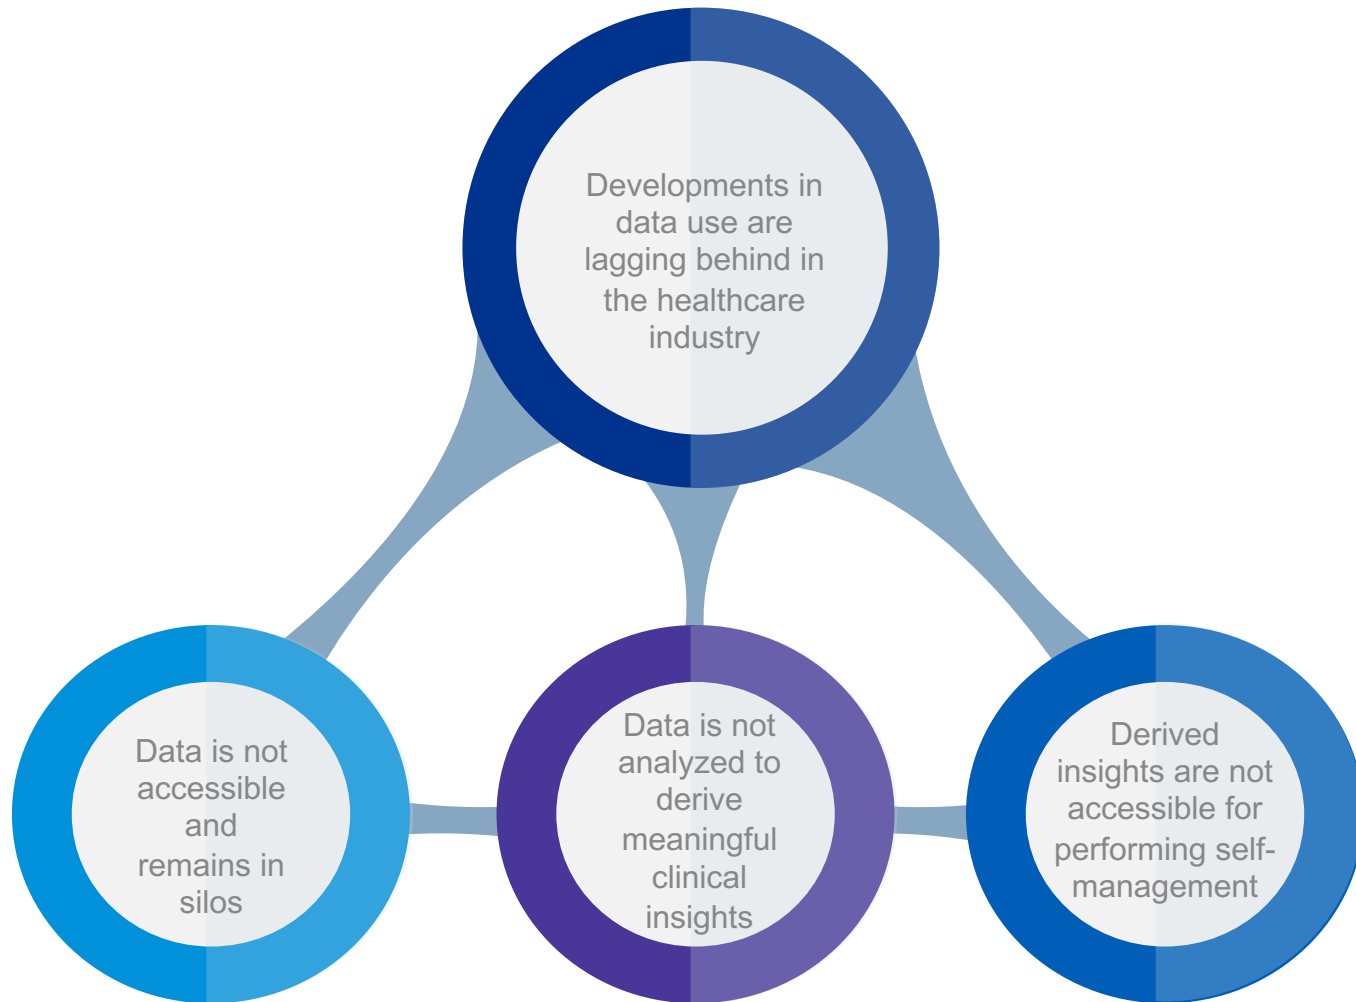 Developments in
data use are
lagging behind in
the healthcare
industry
Data is not
accessible
and
remains in
silos
Data is not
analyzed to
derive
meaningful
clinical
insights
Derived
insights are not
accessible for
performing self-
management